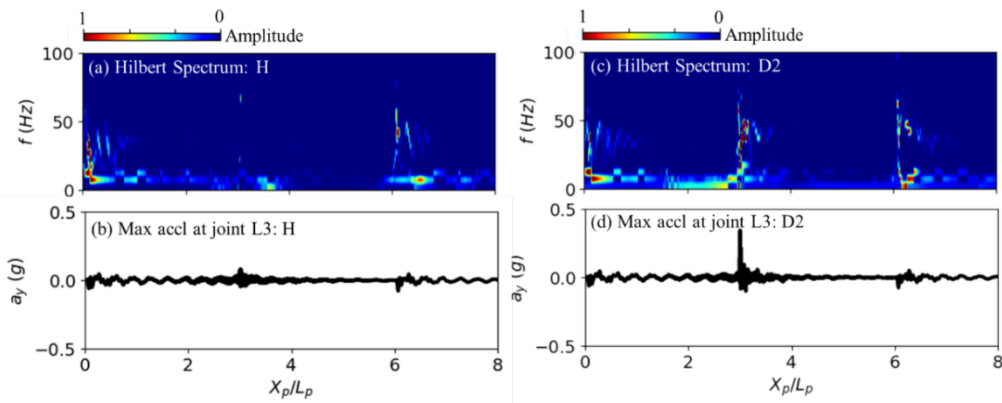 1 0
Amplitude
(a) Hilbert Spectrum: H
100
50
0
f (Hz)
(b) Max accl at joint L3: H
0.5
0.0
−0.5
a_y (g)
0 2 4 6 8
X_p/L_p
1 0
Amplitude
(c) Hilbert Spectrum: D2
100
50
0
f (Hz)
(d) Max accl at joint L3: D2
0.5
0.0
−0.5
a_y (g)
0 2 4 6 8
X_p/L_p